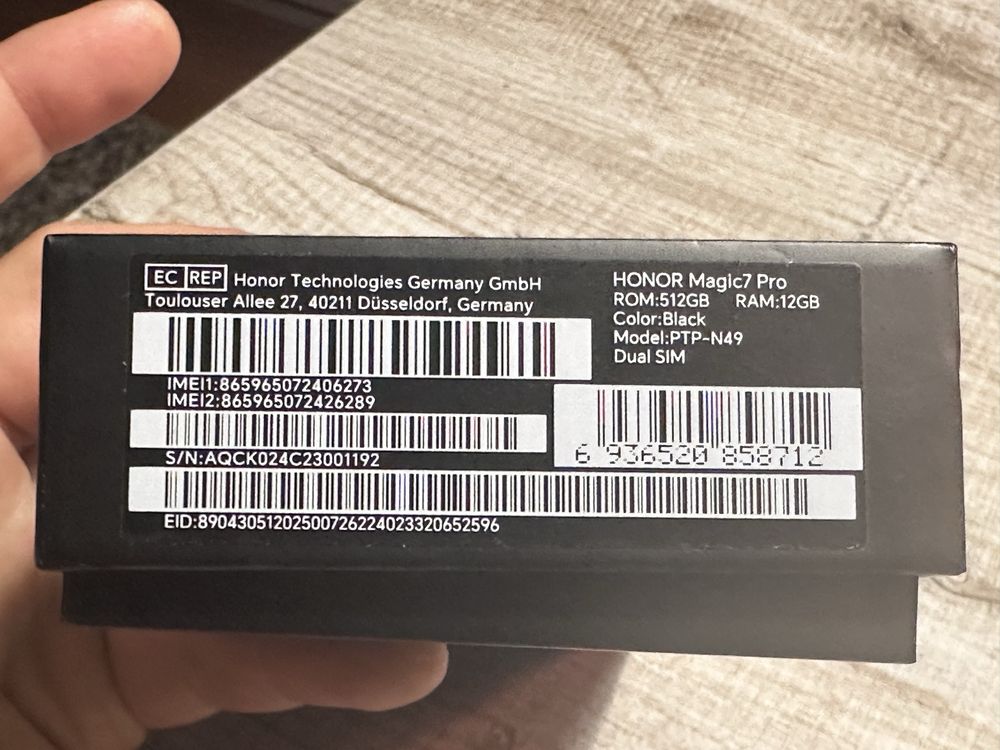 EC REP Honor Technologies Germany GmbH
Toulouser Allee 27, 40211 Düsseldorf, Germany
IMEI1:865965072406273
IMEI2:865965072426289
S/N:AQCK024C23001192
EID:89043051202500726224023320652596
HONOR Magic7 Pro
ROM:512GB RAM:12GB
Color:Black
Model:PTP-N49
Dual SIM
6 936520 858712